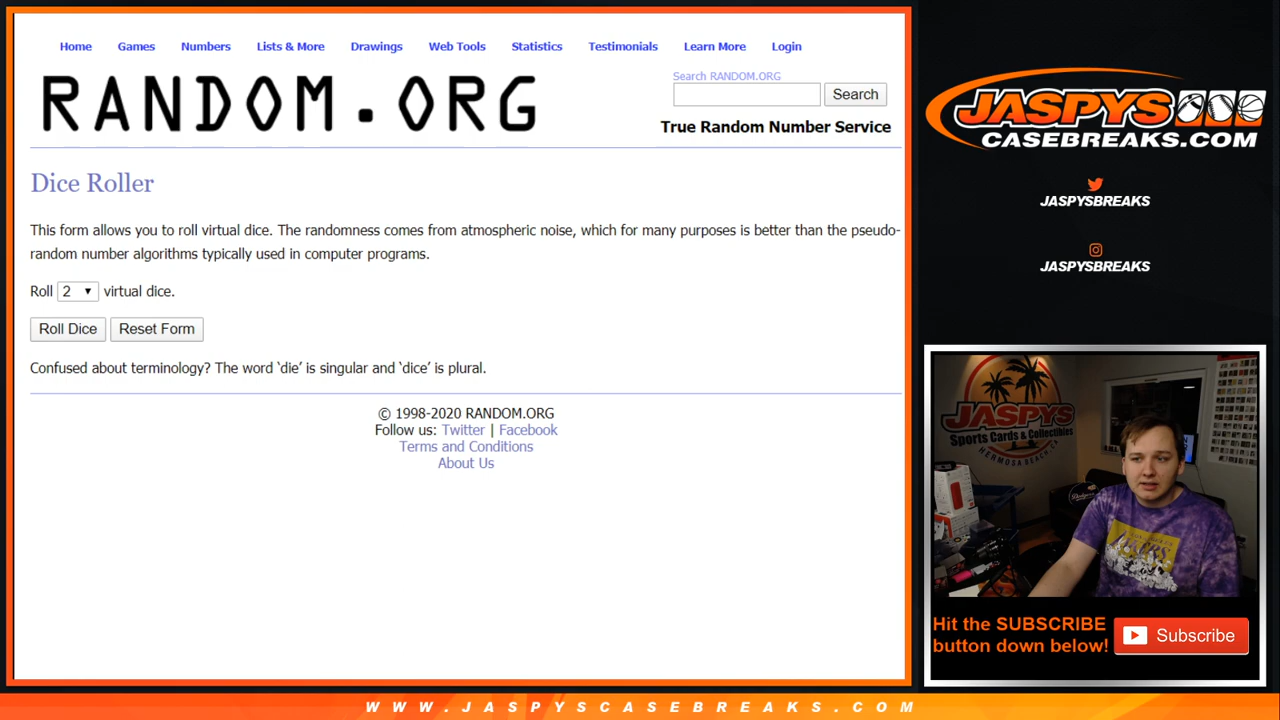 Home Games Numbers Lists & More Drawings Web Tools Statistics Testimonials Learn More Login
RANDOM.ORG
Search RANDOM.ORG
Search
True Random Number Service
Dice Roller
This form allows you to roll virtual dice. The randomness comes from atmospheric noise, which for many purposes is better than the pseudo-
random number algorithms typically used in computer programs.
Roll 2 virtual dice.
Roll Dice Reset Form
Confused about terminology? The word ‘die’ is singular and ‘dice’ is plural.
© 1998-2020 RANDOM.ORG
Follow us: Twitter | Facebook
Terms and Conditions
About Us
JASPYS
CASEBREAKS.COM
JASPYSBREAKS
JASPYSBREAKS
JASPYS
Sports Cards & Collectibles
HERMOSA BEACH, CA
Dodgers
Hit the SUBSCRIBE
button down below!
Subscribe
WWW.JASPYSCASEBREAKS.COM